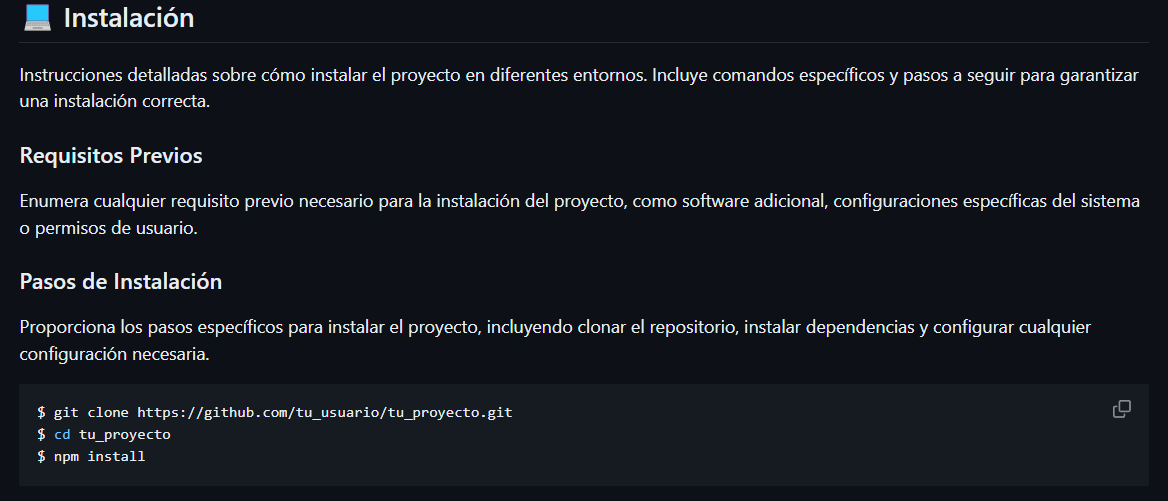 Instalación
Instrucciones detalladas sobre cómo instalar el proyecto en diferentes entornos. Incluye comandos específicos y pasos a seguir para garantizar
una instalación correcta.
Requisitos Previos
Enumera cualquier requisito previo necesario para la instalación del proyecto, como software adicional, configuraciones específicas del sistema
o permisos de usuario.
Pasos de Instalación
Proporciona los pasos específicos para instalar el proyecto, incluyendo clonar el repositorio, instalar dependencias y configurar cualquier
configuración necesaria.
$ git clone https://github.com/tu_usuario/tu_proyecto.git
$ cd tu_proyecto
$ npm install